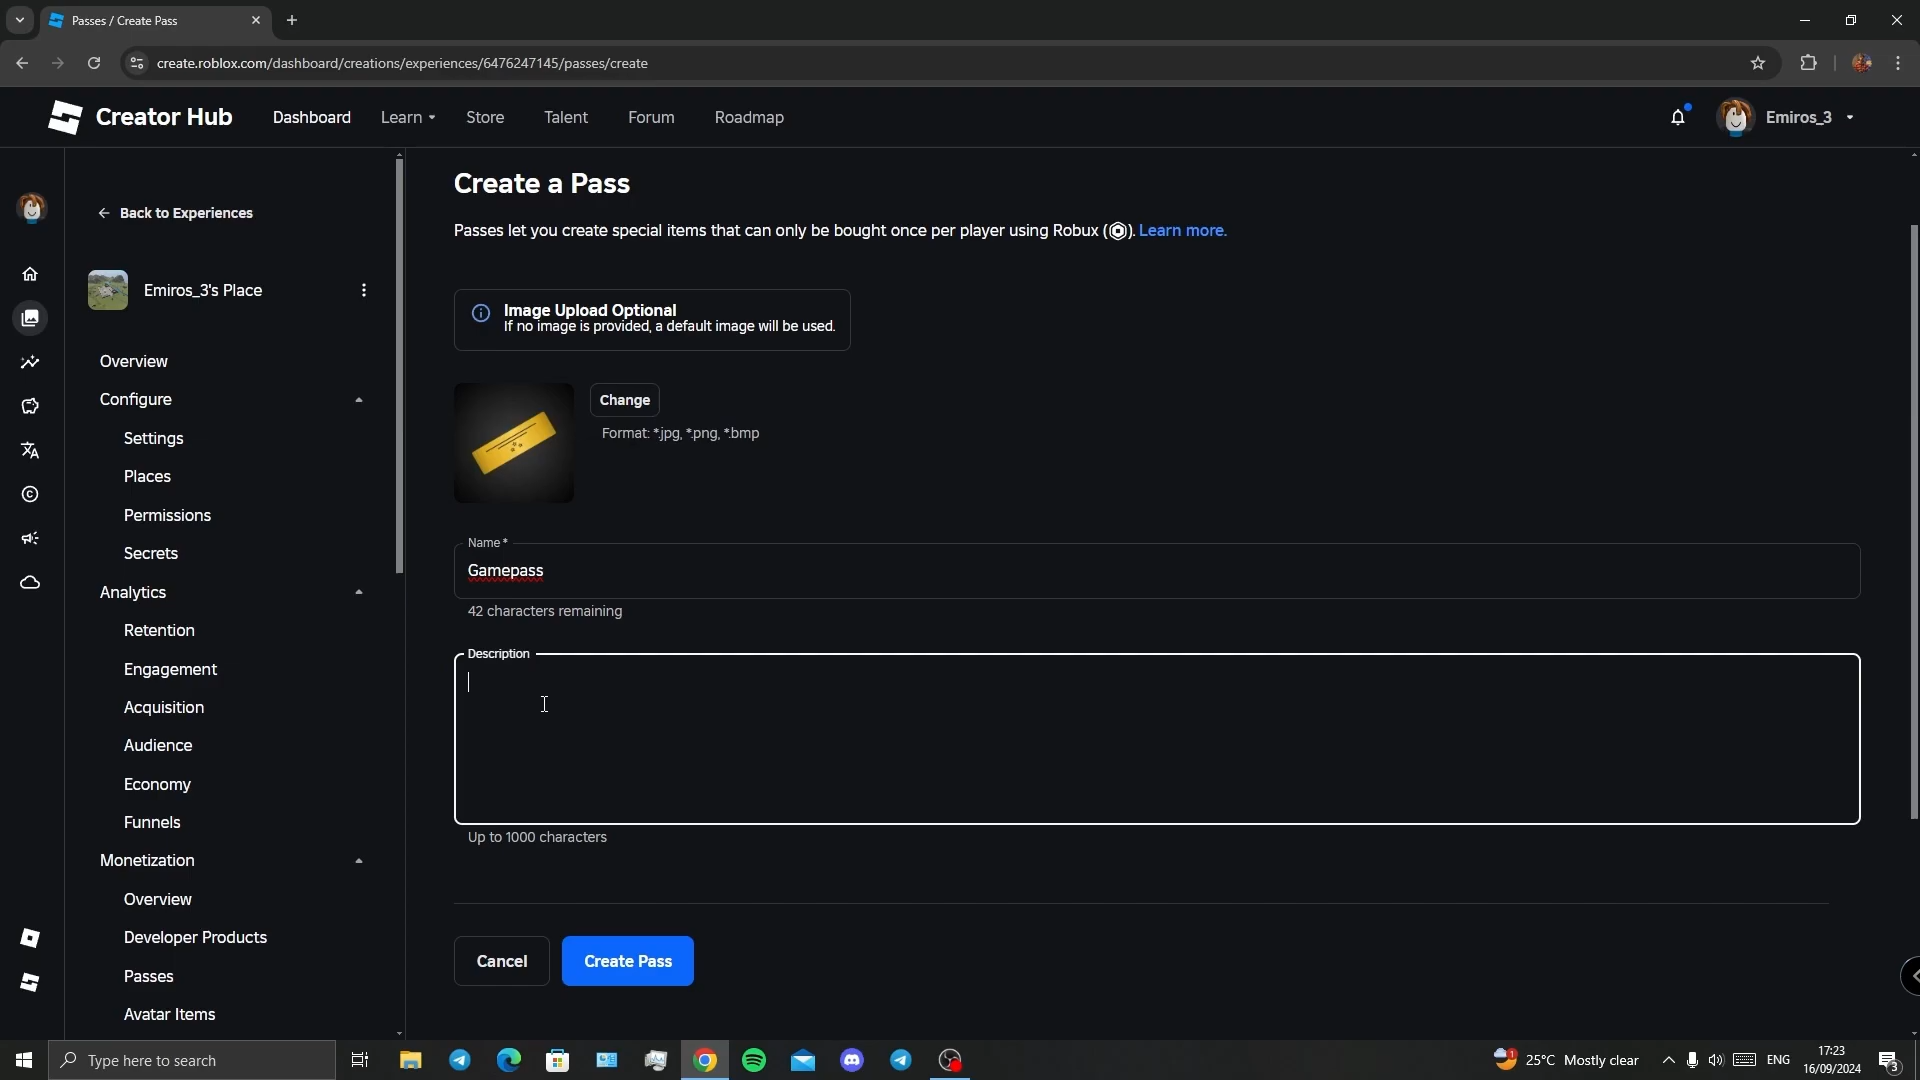 Passes / Create Pass
create.roblox.com/dashboard/creations/experiences/6476247145/passes/create
Creator Hub
Dashboard
Learn
Store
Talent
Forum
Roadmap
Emiros_3
Back to Experiences
Emiros_3's Place
Overview
Configure
Settings
Places
Permissions
Secrets
Analytics
Retention
Engagement
Acquisition
Audience
Economy
Funnels
Monetization
Overview
Developer Products
Passes
Avatar Items
Create a Pass
Passes let you create special items that can only be bought once per player using Robux ( ). Learn more.
Image Upload Optional
If no image is provided, a default image will be used.
Change
Format: *.jpg, *.png, *.bmp
Name*
Gamepass
42 characters remaining
Description
Up to 1000 characters
Cancel
Create Pass
Type here to search
1
25°C Mostly clear
ENG
17:23
16/09/2024
3